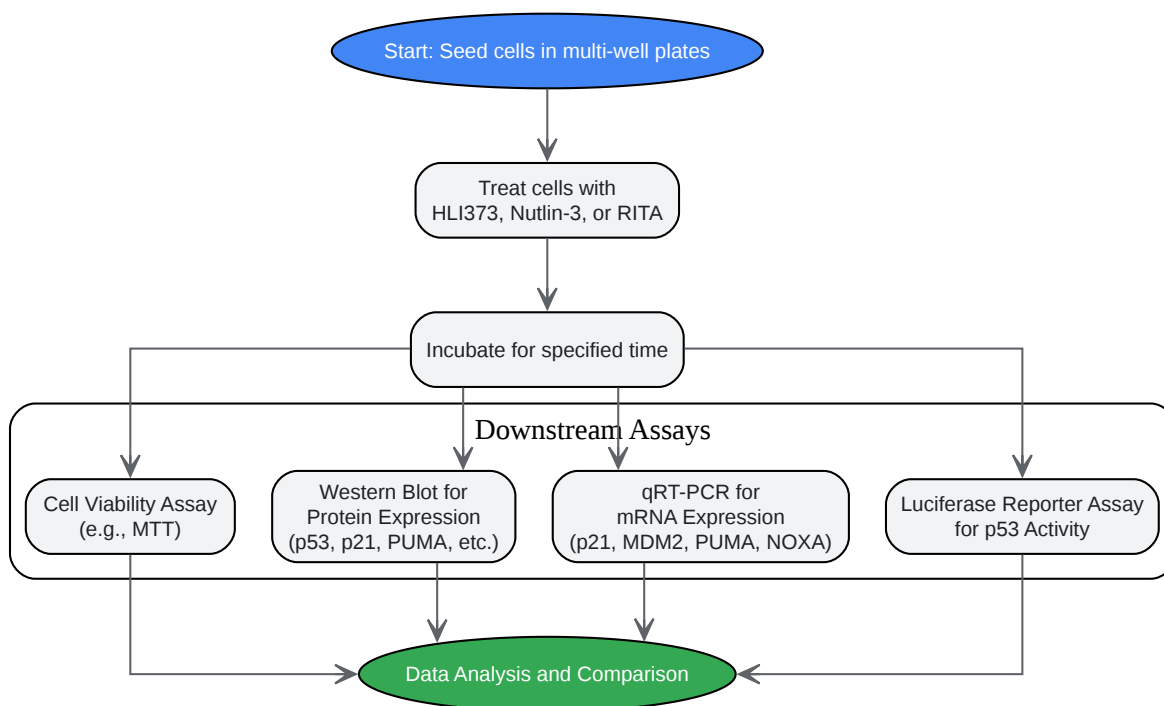 Start: Seed cells in multi-well plates
Treat cells with
HLI373, Nutlin-3, or RITA
Incubate for specified time
Downstream Assays
Cell Viability Assay
(e.g., MTT)
Western Blot for
Protein Expression
(p53, p21, PUMA, etc.)
qRT-PCR for
mRNA Expression
(p21, MDM2, PUMA, NOXA)
Luciferase Reporter Assay
for p53 Activity
Data Analysis and Comparison